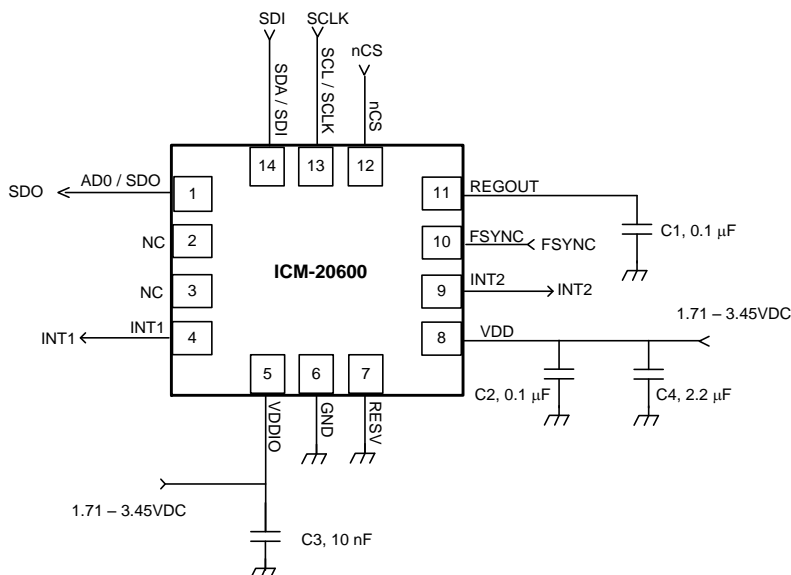 SDI
SCLK
nCS
SDA / SDI
SCL / SCLK
nCS
14
13
12
SDO
AD0 / SDO
1
11
REGOUT
C1, 0.1 μF
NC
2
10
FSYNC
FSYNC
ICM-20600
NC
3
9
INT2
INT2
INT1
INT1
4
8
VDD
1.71 – 3.45VDC
5
6
7
C2, 0.1 μF
C4, 2.2 μF
VDDIO
GND
RESV
1.71 – 3.45VDC
C3, 10 nF